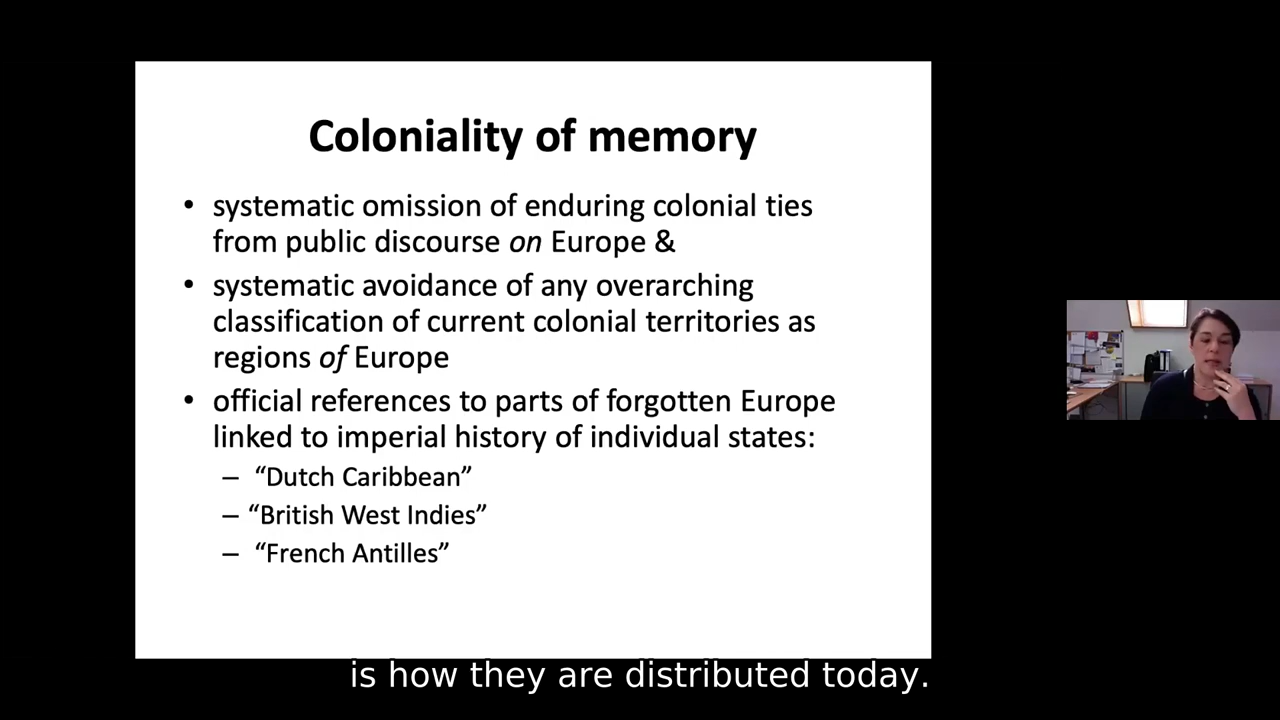 Coloniality of memory
• systematic omission of enduring colonial ties
from public discourse on Europe &
• systematic avoidance of any overarching
classification of current colonial territories as
regions of Europe
• official references to parts of forgotten Europe
linked to imperial history of individual states:
– “Dutch Caribbean”
– “British West Indies”
– “French Antilles”
is how they are distributed today.